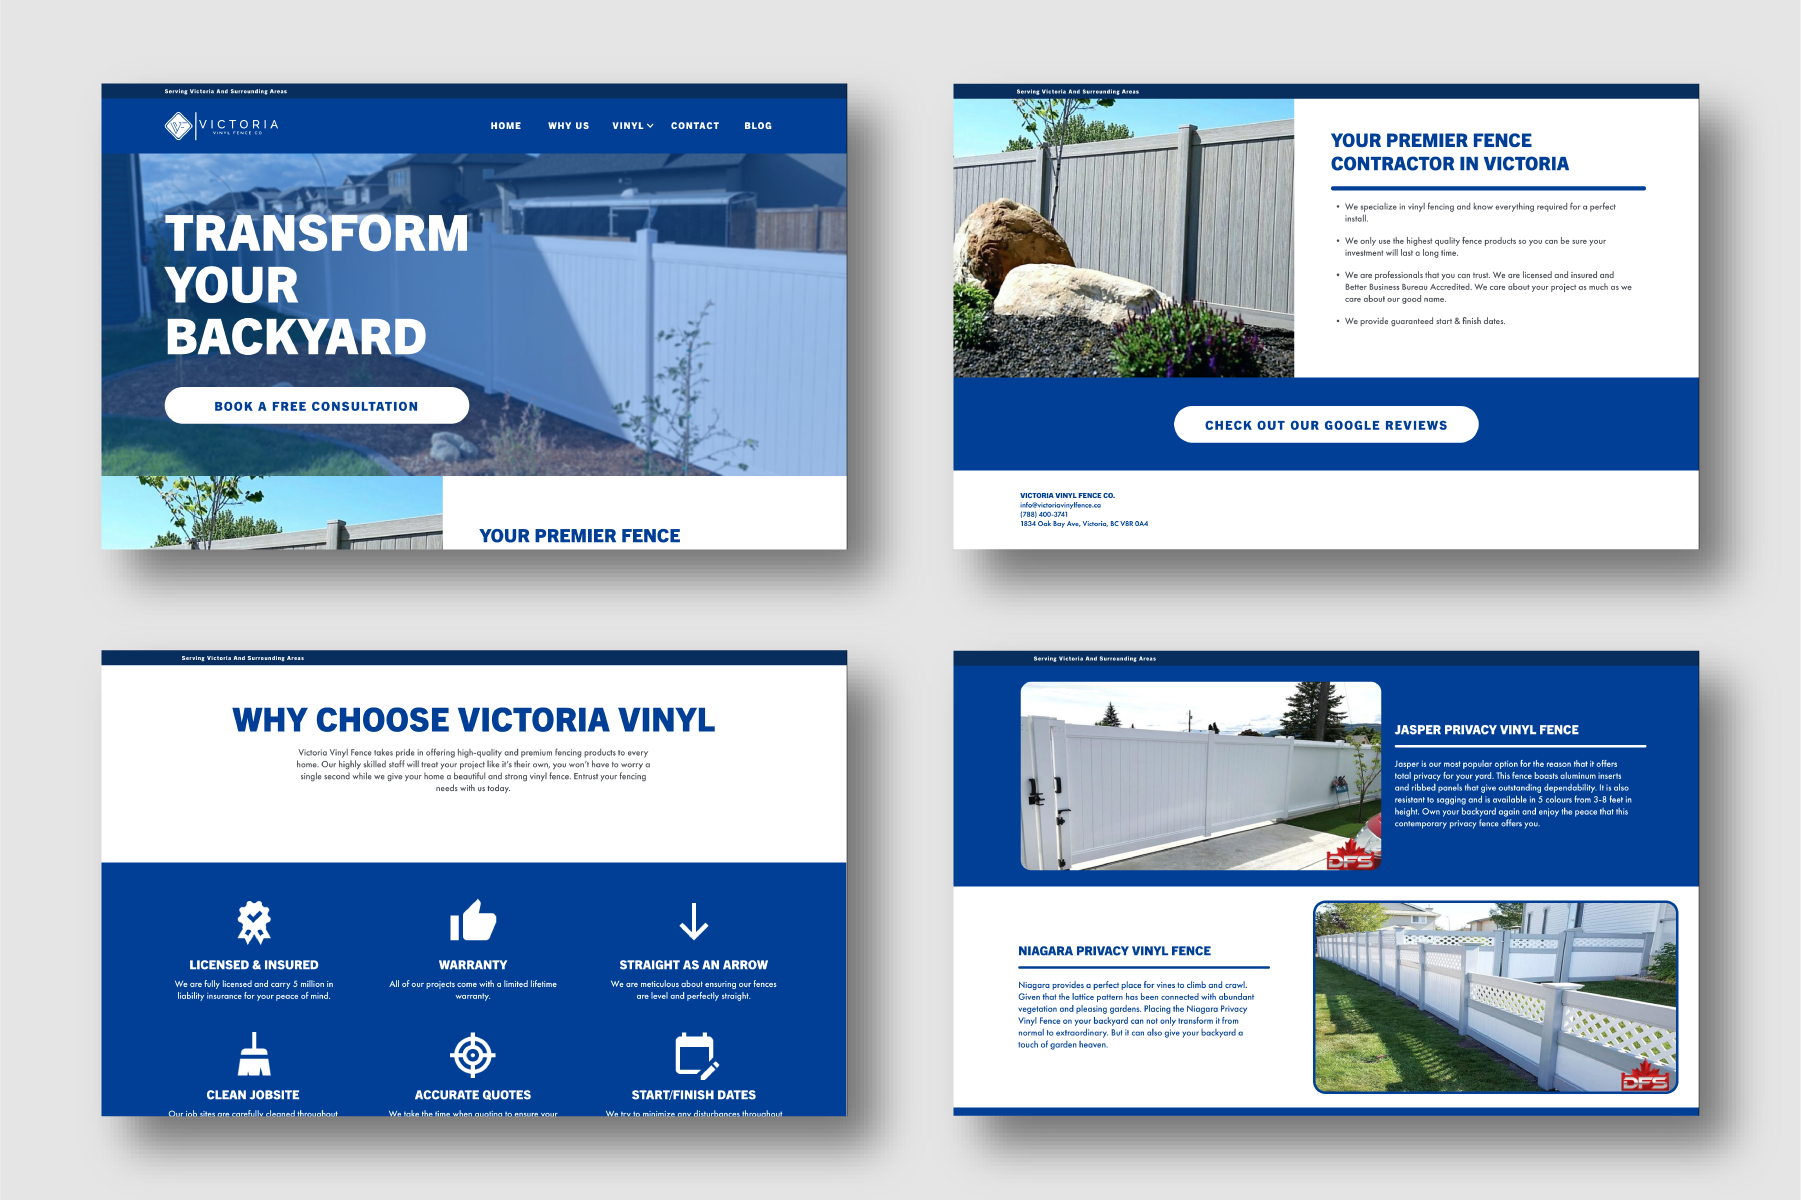 Serving Victoria And Surrounding Areas
VICTORIA
VINYL FENCE CO
HOME WHY US VINYL CONTACT BLOG
TRANSFORM
YOUR
BACKYARD
BOOK A FREE CONSULTATION
YOUR PREMIER FENCE
Serving Victoria And Surrounding Areas
YOUR PREMIER FENCE
CONTRACTOR IN VICTORIA
• We specialize in vinyl fencing and know everything required for a perfect
install.
• We only use the highest quality fence products so you can be sure your
investment will last a long time.
• We are professionals that you can trust. We are licensed and insured and
Better Business Bureau Accredited. We care about your project as much as we
care about our good name.
• We provide guaranteed start & finish dates.
CHECK OUT OUR GOOGLE REVIEWS
VICTORIA VINYL FENCE CO.
info@victoriavinylfence.ca
(788) 400-3741
1834 Oak Bay Ave, Victoria, BC V8R 0A4
Serving Victoria And Surrounding Areas
WHY CHOOSE VICTORIA VINYL
Victoria Vinyl Fence takes pride in offering high-quality and premium fencing products to every
home. Our highly skilled staff will treat your project like it's their own, you won't have to worry a
single second while we give your home a beautiful and strong vinyl fence. Entrust your fencing
needs with us today.
LICENSED & INSURED
We are fully licensed and carry 5 million in
liability insurance for your peace of mind.
WARRANTY
All of our projects come with a limited lifetime
warranty.
STRAIGHT AS AN ARROW
We are meticulous about ensuring our fences
are level and perfectly straight.
CLEAN JOBSITE
Our job sites are carefully cleaned throughout
ACCURATE QUOTES
We take the time when quoting to ensure your
START/FINISH DATES
We try to minimize any disturbances throughout
Serving Victoria And Surrounding Areas
DFS
JASPER PRIVACY VINYL FENCE
Jasper is our most popular option for the reason that it offers
total privacy for your yard. This fence boasts aluminum inserts
and ribbed panels that give outstanding dependability. It is also
resistant to sagging and is available in 5 colours from 3-8 feet in
height. Own your backyard again and enjoy the peace that this
contemporary privacy fence offers you.
NIAGARA PRIVACY VINYL FENCE
Niagara provides a perfect place for vines to climb and crawl.
Given that the lattice pattern has been connected with abundant
vegetation and pleasing gardens. Placing the Niagara Privacy
Vinyl Fence on your backyard can not only transform it from
normal to extraordinary. But it can also give your backyard a
touch of garden heaven.
DFS